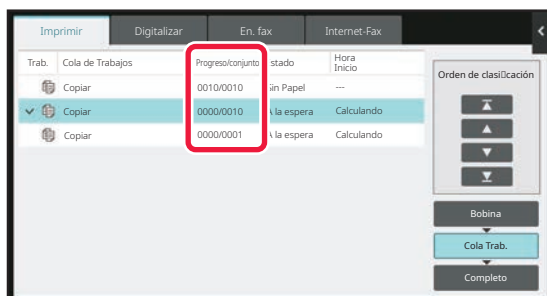 Imprimir Digitalizar En. fax Internet-Fax
Trab. Cola de Trabajos Progreso/conjunto stado Hora Inicio
Copiar 0010/0010 Sin Papel ---
Copiar 0000/0010 A la espera Calculando
Copiar 0000/0001 A la espera Calculando
Orden de clasificación
Bobina
Cola Trab.
Completo